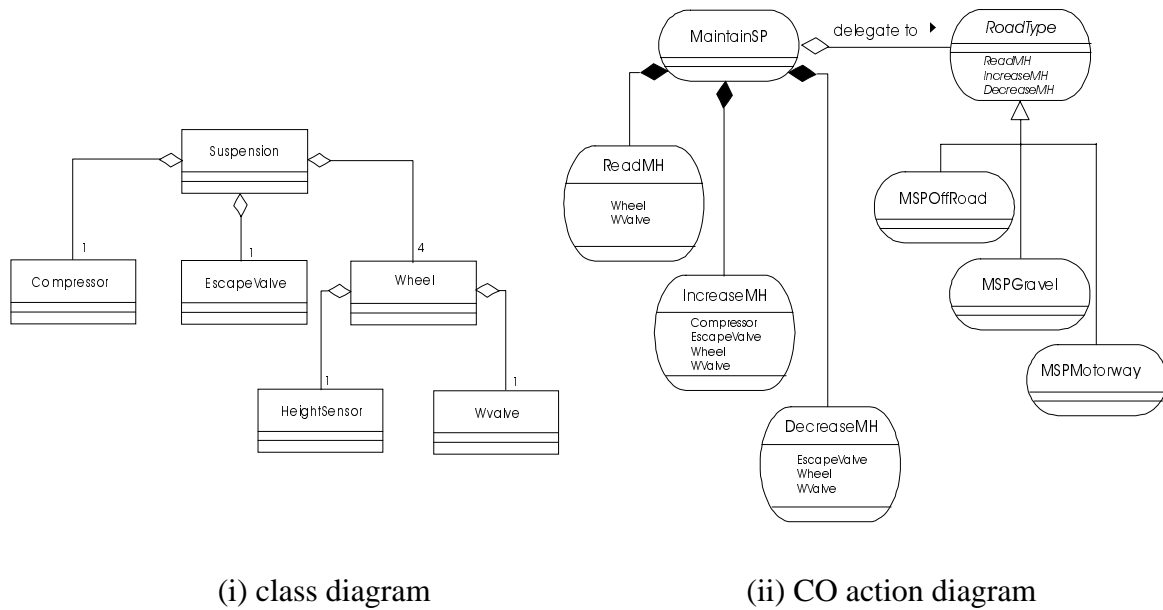 Suspension
1
1
4
Compressor
EscapeValve
Wheel
1
1
HeightSensor
Wvalve
(i) class diagram
MaintainSP
delegate to
RoadType
ReadMH
IncreaseMH
DecreaseMH
ReadMH
Wheel
WValve
MSPOffRoad
MSPGravel
MSPMotorway
IncreaseMH
Compressor
EscapeValve
Wheel
WValve
DecreaseMH
EscapeValve
Wheel
WValve
(ii) CO action diagram